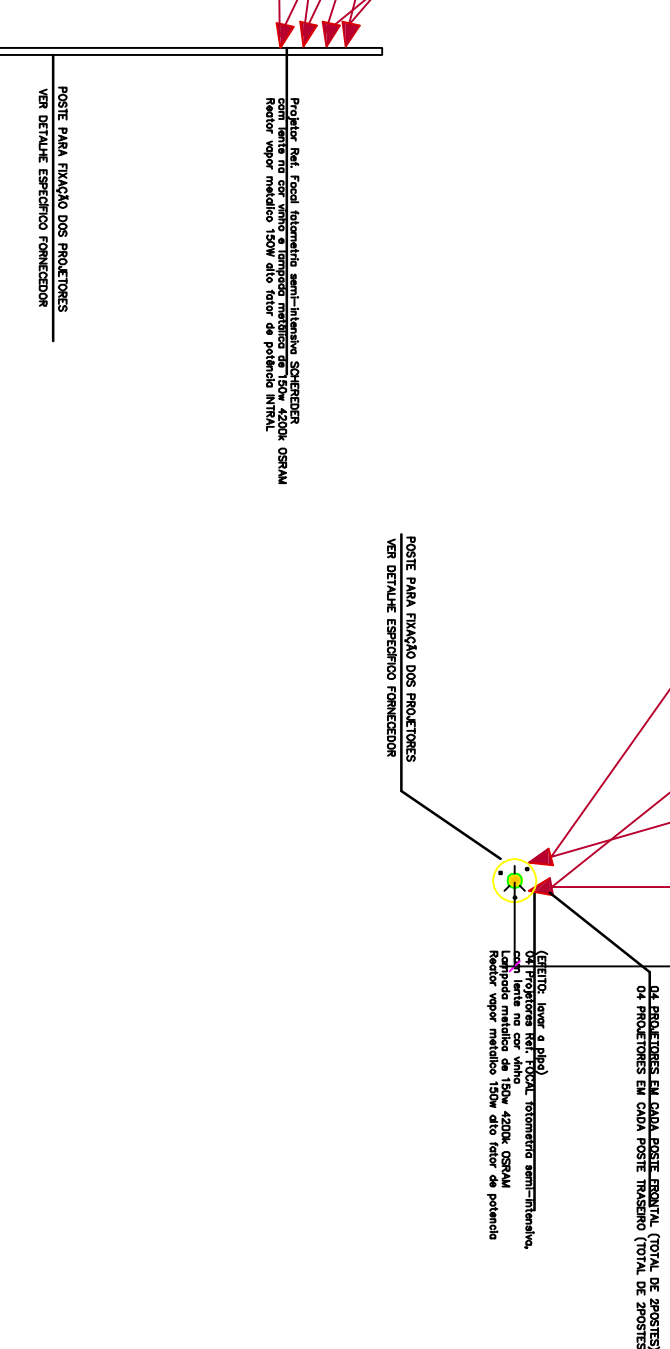 POSTE PARA FIXAÇÃO DOS PROJETORES
VER DETALHE ESPECÍFICO FORNECEDOR
Projetor Ref. Focal fotometria semi-intensiva SCHEREDER
com lente na cor vinho e lampada metálica de 150w 4200k OSRAM
Reator vapor metalico 150W alto fator de potência INTRAL
POSTE PARA FIXAÇÃO DOS PROJETORES
VER DETALHE ESPECÍFICO FORNECEDOR
(EFEITO: lavar a pipa)
04 Projetores Ref. FOCAL fotometria semi-intensiva,
com lente na cor vinho
Lampada metalica de 150w 4200k OSRAM
Reator vapor metalico 150w alto fator de potencia
04 PROJETORES EM CADA POSTE FRONTAL (TOTAL DE 2POSTES)
04 PROJETORES EM CADA POSTE TRASEIRO (TOTAL DE 2POSTES